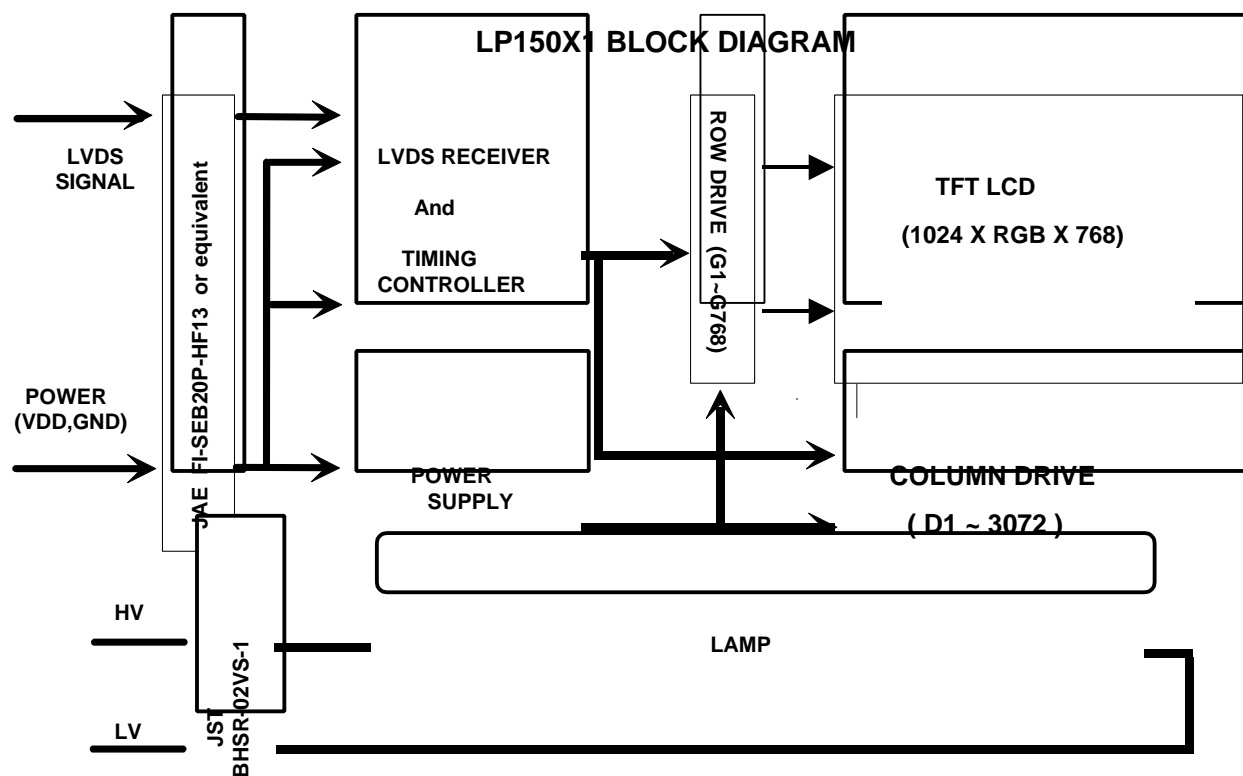 LP150X1 BLOCK DIAGRAM
LVDS
SIGNAL
JAE FI-SEB20P-HF13 or equivalent
LVDS RECEIVER
And
TIMING
CONTROLLER
ROW DRIVE (G1~G768)
TFT LCD
(1024 X RGB X 768)
POWER
(VDD,GND)
POWER
SUPPLY
COLUMN DRIVE
( D1 ~ 3072 )
HV
JST
BHSR-02VS-1
LAMP
LV